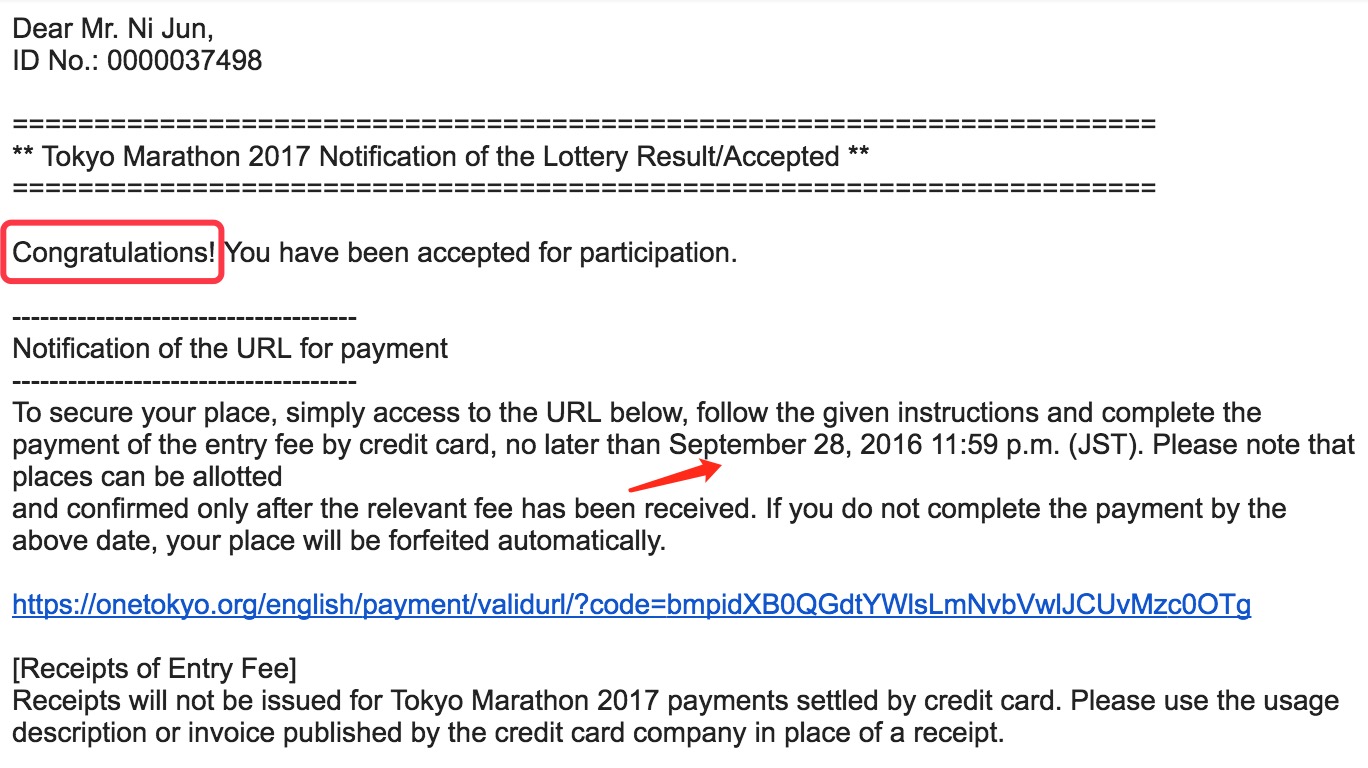 Dear Mr. Ni Jun,
ID No.: 0000037498
======================================================================
** Tokyo Marathon 2017 Notification of the Lottery Result/Accepted **
======================================================================
Congratulations! You have been accepted for participation.
-------------------------------------
Notification of the URL for payment
-------------------------------------
To secure your place, simply access to the URL below, follow the given instructions and complete the
payment of the entry fee by credit card, no later than September 28, 2016 11:59 p.m. (JST). Please note that
places can be allotted
and confirmed only after the relevant fee has been received. If you do not complete the payment by the
above date, your place will be forfeited automatically.
https://onetokyo.org/english/payment/validurl/?code=bmpidXB0QGdtYWlsLmNvbVwlJCUvMzc0OTg
[Receipts of Entry Fee]
Receipts will not be issued for Tokyo Marathon 2017 payments settled by credit card. Please use the usage
description or invoice published by the credit card company in place of a receipt.